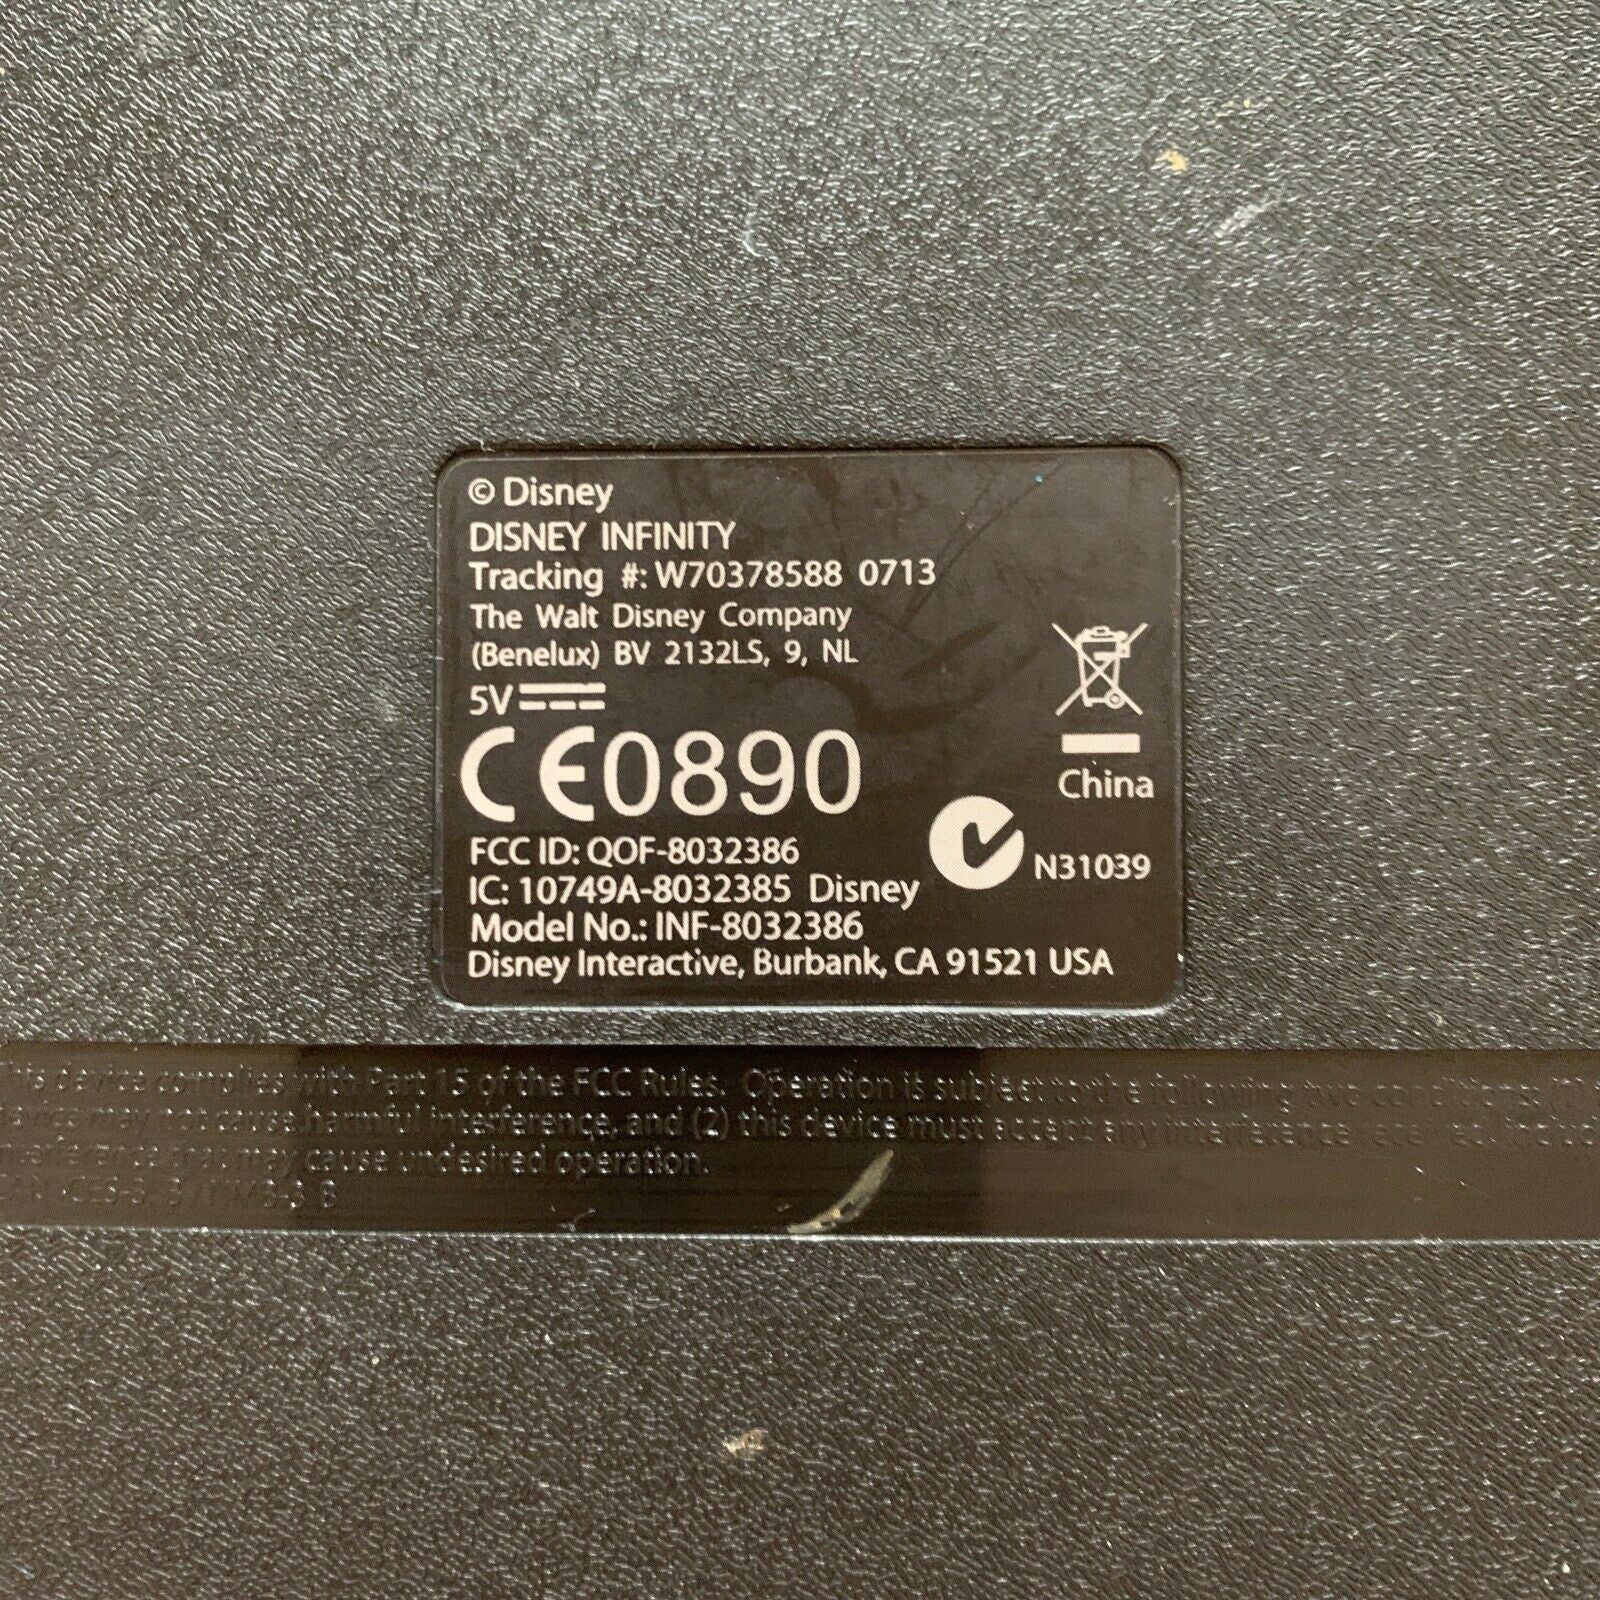 © Disney
DISNEY INFINITY
Tracking #: W70378588 0713
The Walt Disney Company
(Benelux) BV 2132LS, 9, NL
5V
CE0890
China
N31039
FCC ID: QOF-8032386
IC: 10749A-8032385 Disney
Model No.: INF-8032386
Disney Interactive, Burbank, CA 91521 USA
device complies with Part 15 of the FCC Rules. Operation is subject to the following two conditions: (1)
may not cause harmful interference, and (2) this device must accept any interference
may cause undesired operation.